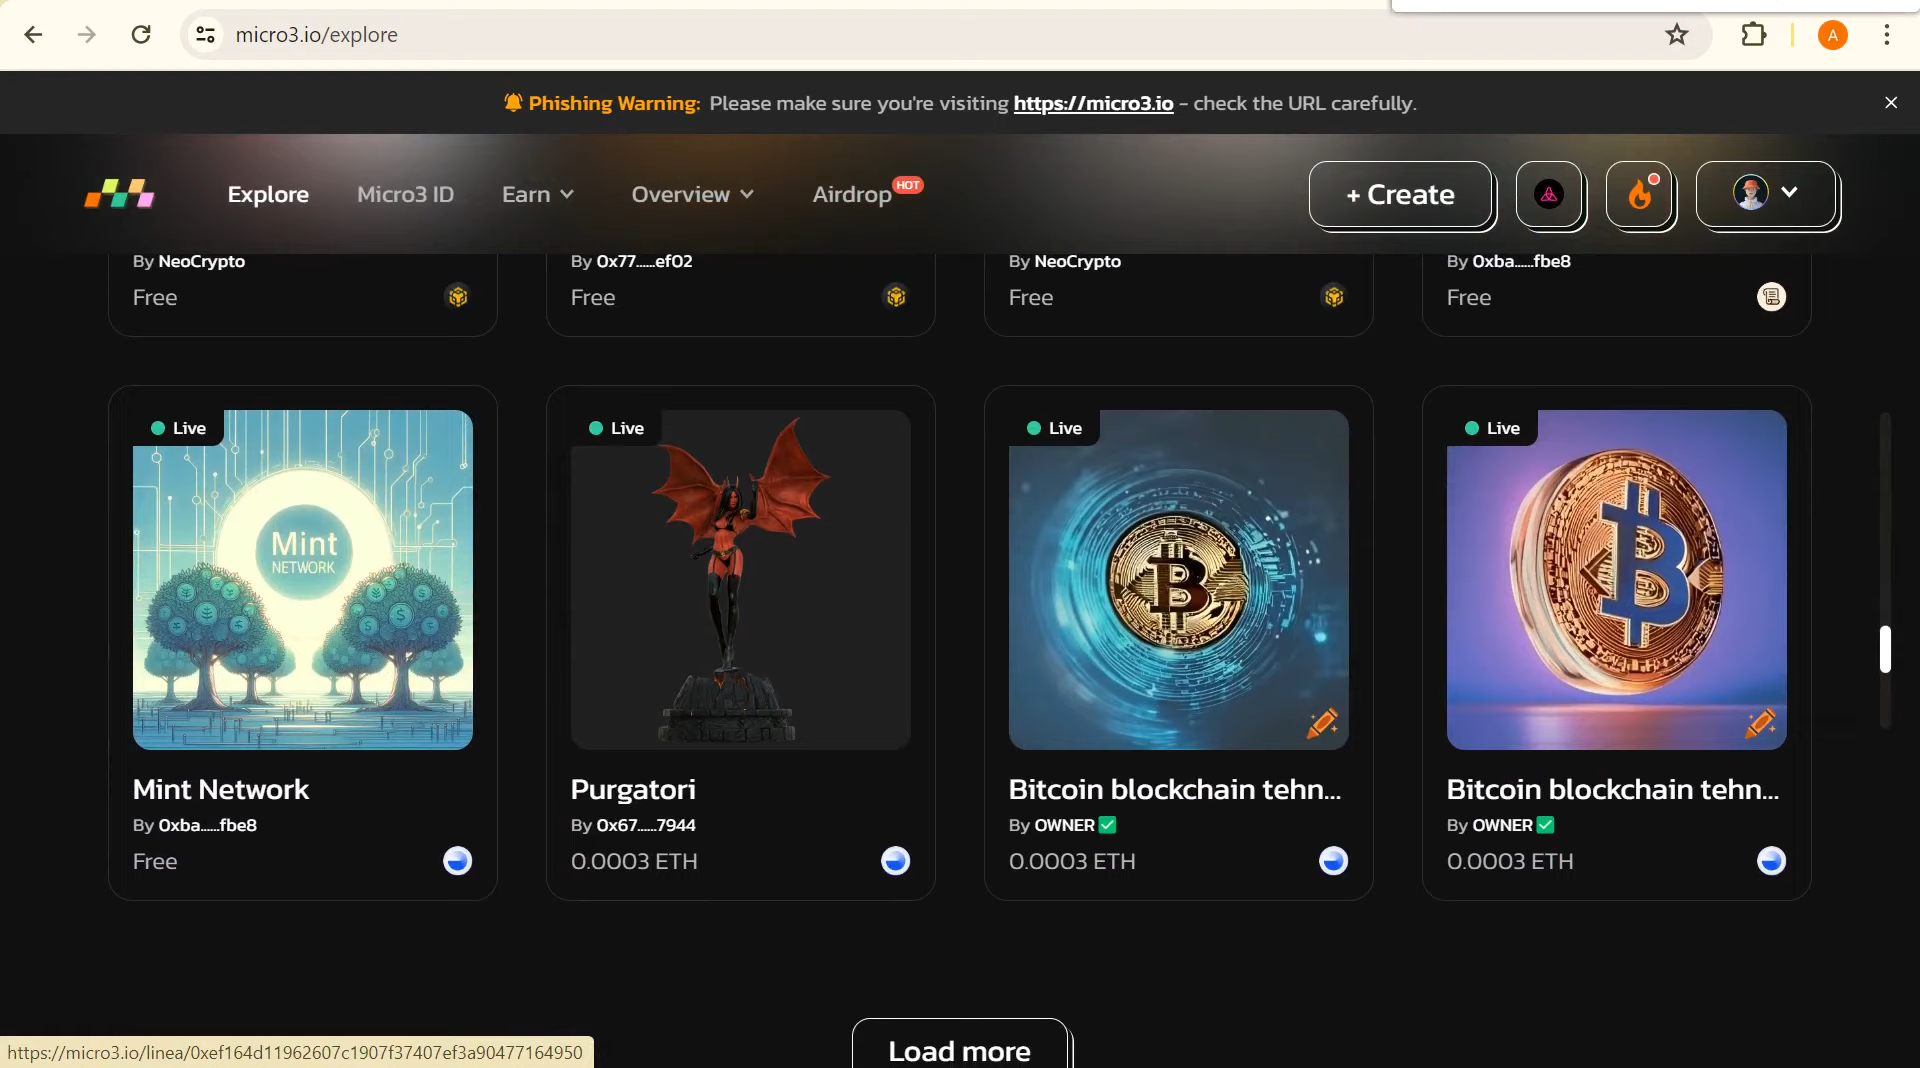 micro3.io/explore
A
Phishing Warning: Please make sure you're visiting https://micro3.io - check the URL carefully.
Explore
Micro3 ID
Earn
Overview
Airdrop
HOT
+ Create
By NeoCrypto
By 0x77......ef02
By NeoCrypto
By 0xba......fbe8
Free
Free
Free
Free
Live
Live
Live
Live
Mint
NETWORK
Mint Network
Purgatori
Bitcoin blockchain tehn...
Bitcoin blockchain tehn...
By 0xba......fbe8
By 0x67......7944
By OWNER✅
By OWNER✅
Free
0.0003 ETH
0.0003 ETH
0.0003 ETH
Load more
https://micro3.io/linea/0xef164d11962607c1907f37407ef3a90477164950